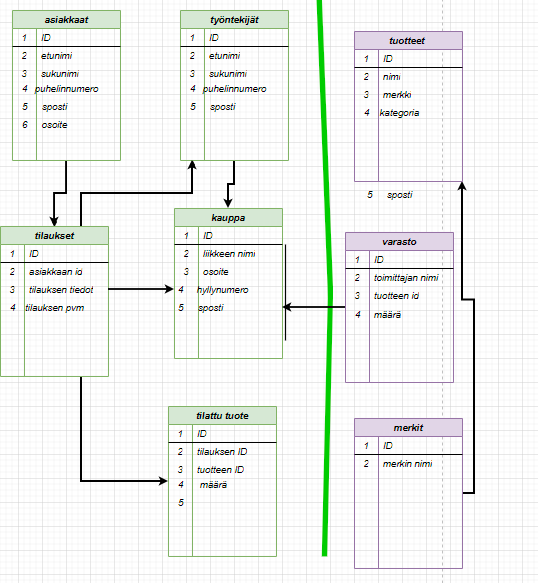 asiakkaat
1 ID
2 etunimi
3 sukunimi
4 puhelinnumero
5 sposti
6 osoite
työntekijät
1 ID
2 etunimi
3 sukunimi
4 puhelinnumero
5 sposti
tuotteet
1 ID
2 nimi
3 merkki
4 kategoria
5 sposti
tilaukset
1 ID
2 asiakkaan id
3 tilauksen tiedot
4 tilauksen pvm
kauppa
1 ID
2 liikkeen nimi
3 osoite
4 hyllynumero
5 sposti
varasto
1 ID
2 toimittajan nimi
3 tuotteen id
4 määrä
tilattu tuote
1 ID
2 tilauksen ID
3 tuotteen ID
4 määrä
5
merkit
1 ID
2 merkin nimi